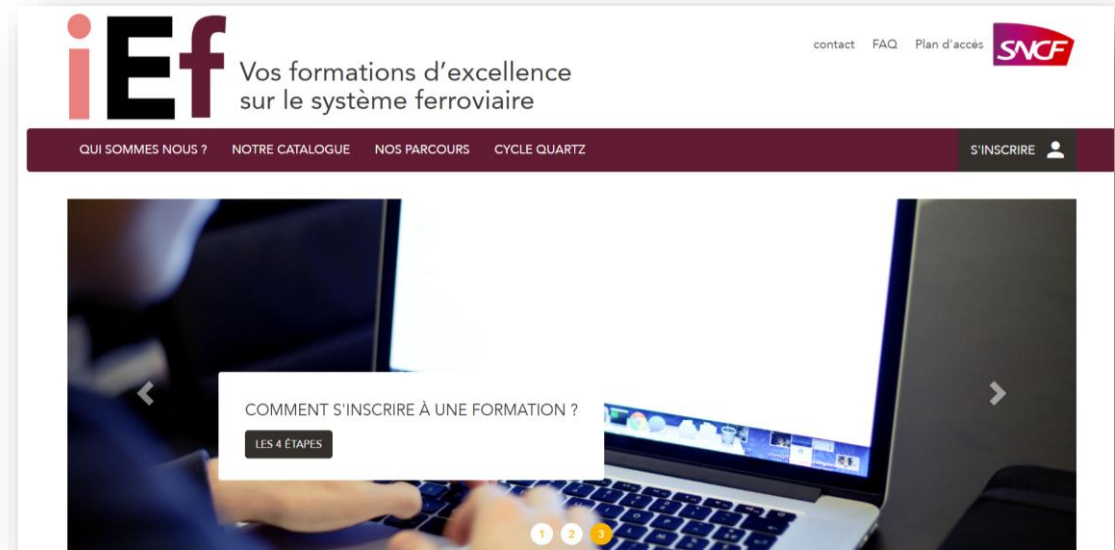 iEf
Vos formations d'excellence
sur le système ferroviaire
contact FAQ Plan d'accés
SNCF
QUI SOMMES NOUS ? NOTRE CATALOGUE NOS PARCOURS CYCLE QUARTZ S'INSCRIRE
COMMENT S'INSCRIRE À UNE FORMATION ?
LES 4 ÉTAPES
1 2 3